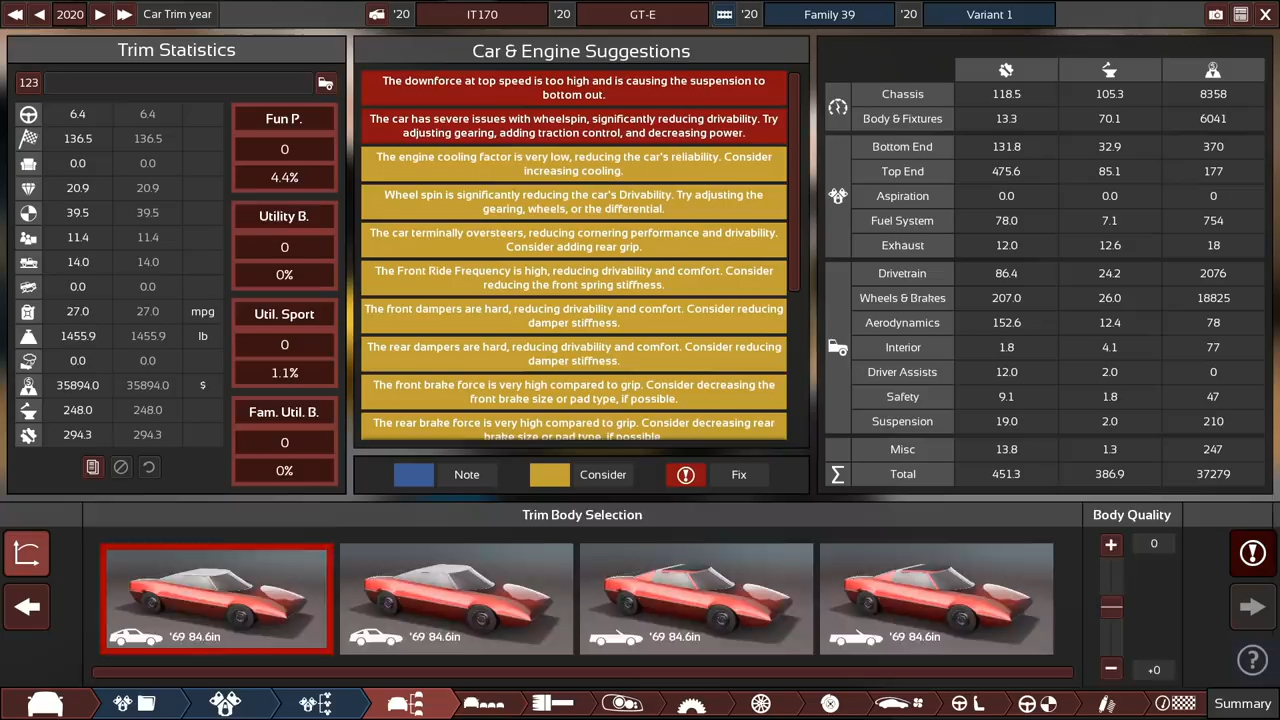 2020
Car Trim year
'20
IT170
'20
GT-E
'20
Family 39
'20
Variant 1
Trim Statistics
123
6.4 6.4
136.5 136.5
0.0 0.0
20.9 20.9
39.5 39.5
11.4 11.4
14.0 14.0
0.0 0.0
27.0 27.0 mpg
1455.9 1455.9 lb
0.0 0.0
35894.0 35894.0 $
248.0 248.0
294.3 294.3
Fun P.
0
4.4%
Utility B.
0
0%
Util. Sport
0
1.1%
Fam. Util. B.
0
0%
Car & Engine Suggestions
The downforce at top speed is too high and is causing the suspension to
bottom out.
The car has severe issues with wheelspin, significantly reducing drivability. Try
adjusting gearing, adding traction control, and decreasing power.
The engine cooling factor is very low, reducing the car's reliability. Consider
increasing cooling.
Wheel spin is significantly reducing the car's Drivability. Try adjusting the
gearing, wheels, or the differential.
The car terminally oversteers, reducing cornering performance and drivability.
Consider adding rear grip.
The Front Ride Frequency is high, reducing drivability and comfort. Consider
reducing the front spring stiffness.
The front dampers are hard, reducing drivability and comfort. Consider reducing
damper stiffness.
The rear dampers are hard, reducing drivability and comfort. Consider reducing
damper stiffness.
The front brake force is very high compared to grip. Consider decreasing the
front brake size or pad type, if possible.
The rear brake force is very high compared to grip. Consider decreasing rear
brake size or pad type, if possible.
Note
Consider
Fix
Chassis 118.5 105.3 8358
Body & Fixtures 13.3 70.1 6041
Bottom End 131.8 32.9 370
Top End 475.6 85.1 177
Aspiration 0.0 0.0 0
Fuel System 78.0 7.1 754
Exhaust 12.0 12.6 18
Drivetrain 86.4 24.2 2076
Wheels & Brakes 207.0 26.0 18825
Aerodynamics 152.6 12.4 78
Interior 1.8 4.1 77
Driver Assists 12.0 2.0 0
Safety 9.1 1.8 47
Suspension 19.0 2.0 210
Misc 13.8 1.3 247
Σ Total 451.3 386.9 37279
Trim Body Selection
'69 84.6in
'69 84.6in
'69 84.6in
'69 84.6in
Body Quality
+ 0
− +0
?
Summary